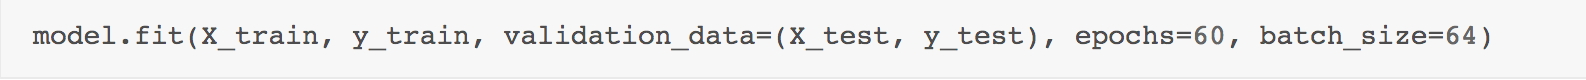 model.fit(X_train, y_train, validation_data=(X_test, y_test), epochs=60, batch_size=64)